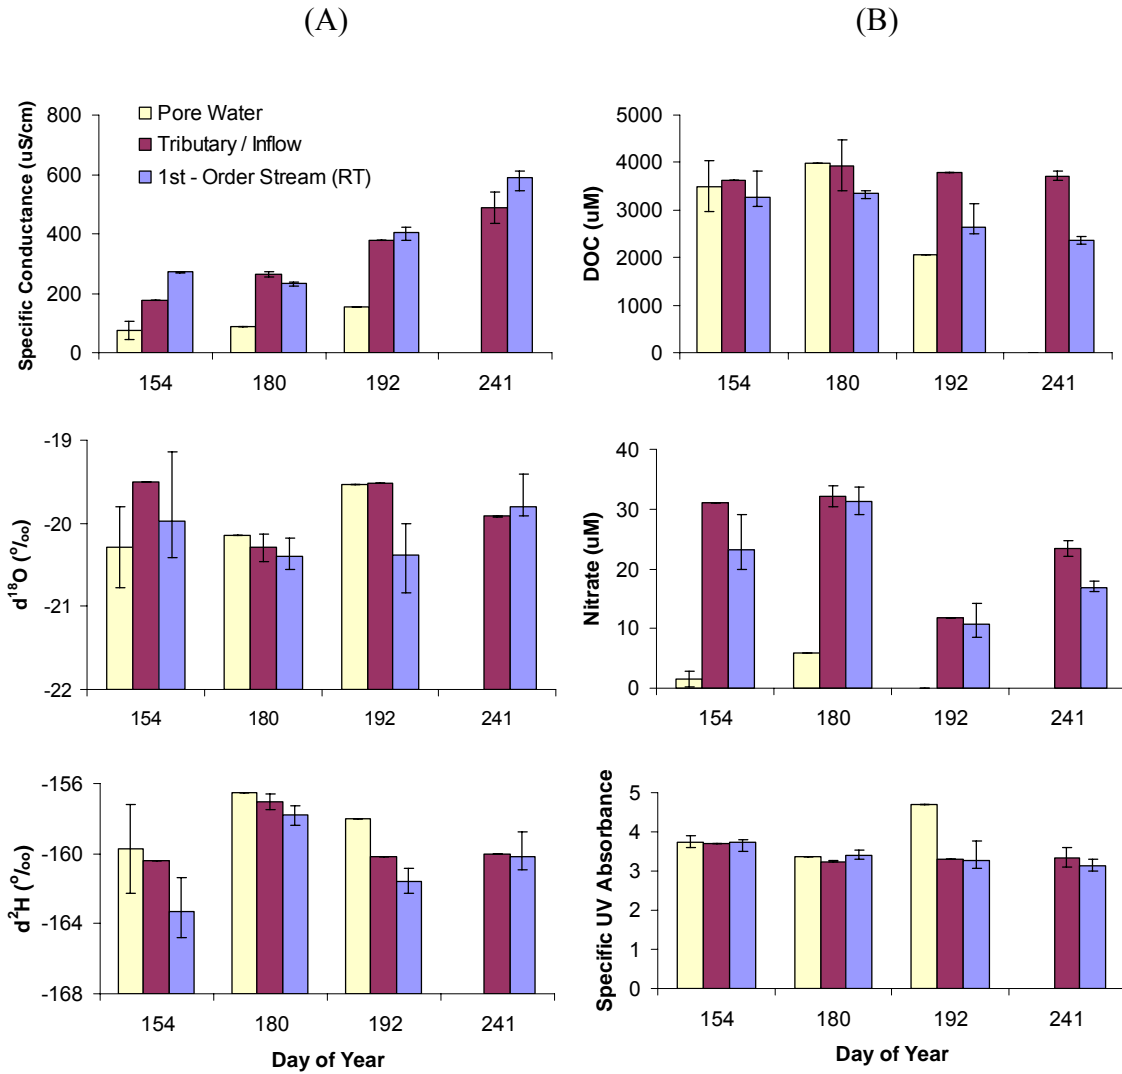 (A)
(B)
Specific Conductance (uS/cm)
800
600
400
200
0
Pore Water
Tributary / Inflow
1st - Order Stream (RT)
154 180 192 241
DOC (uM)
5000
4000
3000
2000
1000
0
154 180 192 241
d¹⁸O (⁰/₀₀)
-19
-20
-21
-22
154 180 192 241
Nitrate (uM)
40
30
20
10
0
154 180 192 241
d²H (⁰/₀₀)
-156
-160
-164
-168
154 180 192 241
Day of Year
Specific UV Absorbance
5
4
3
2
1
0
154 180 192 241
Day of Year